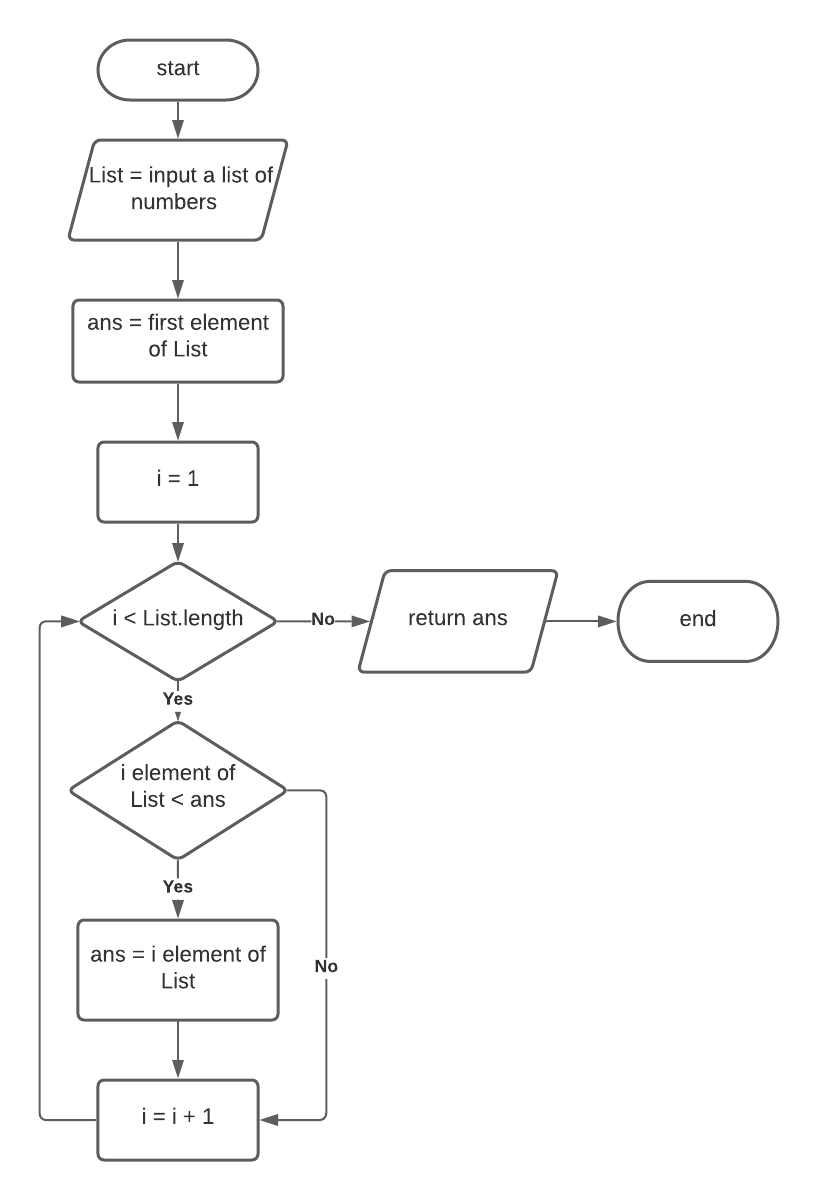 start
List = input a list of
numbers
ans = first element
of List
i = 1
i < List.length
No
return ans
end
Yes
i element of
List < ans
Yes
ans = i element of
List
No
i = i + 1